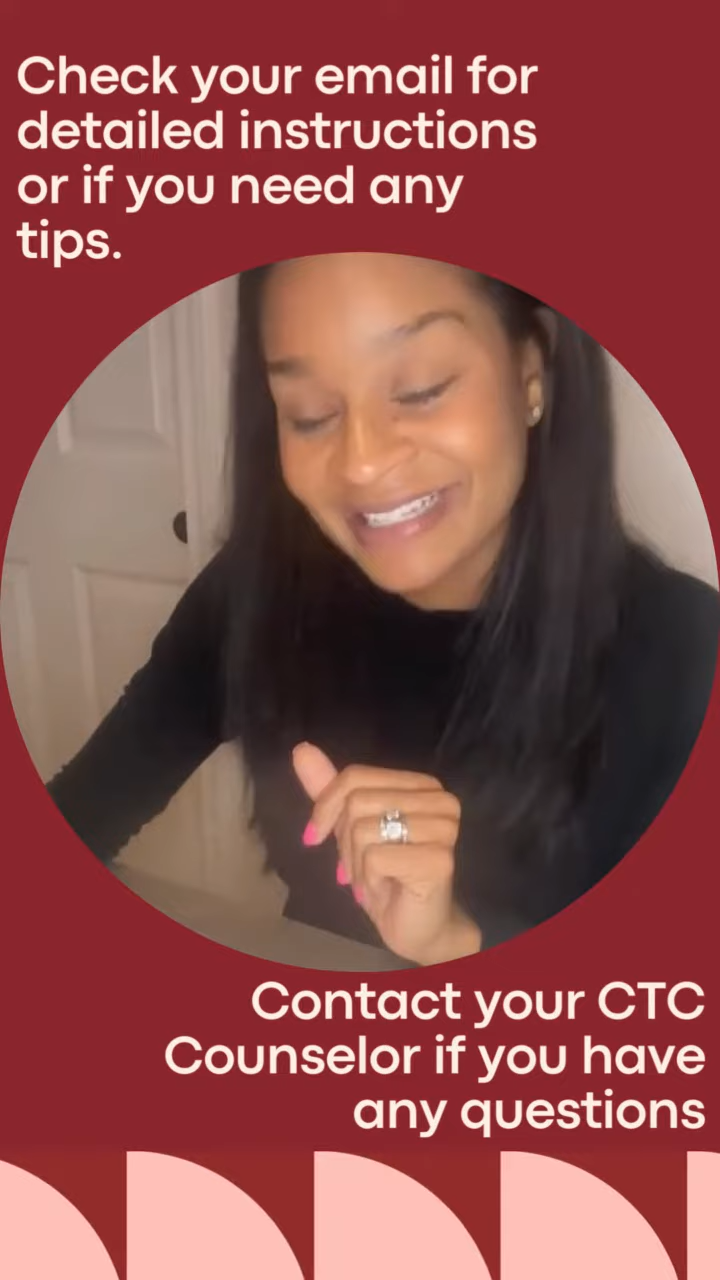 Check your email for
detailed instructions
or if you need any
tips.
Contact your CTC
Counselor if you have
any questions